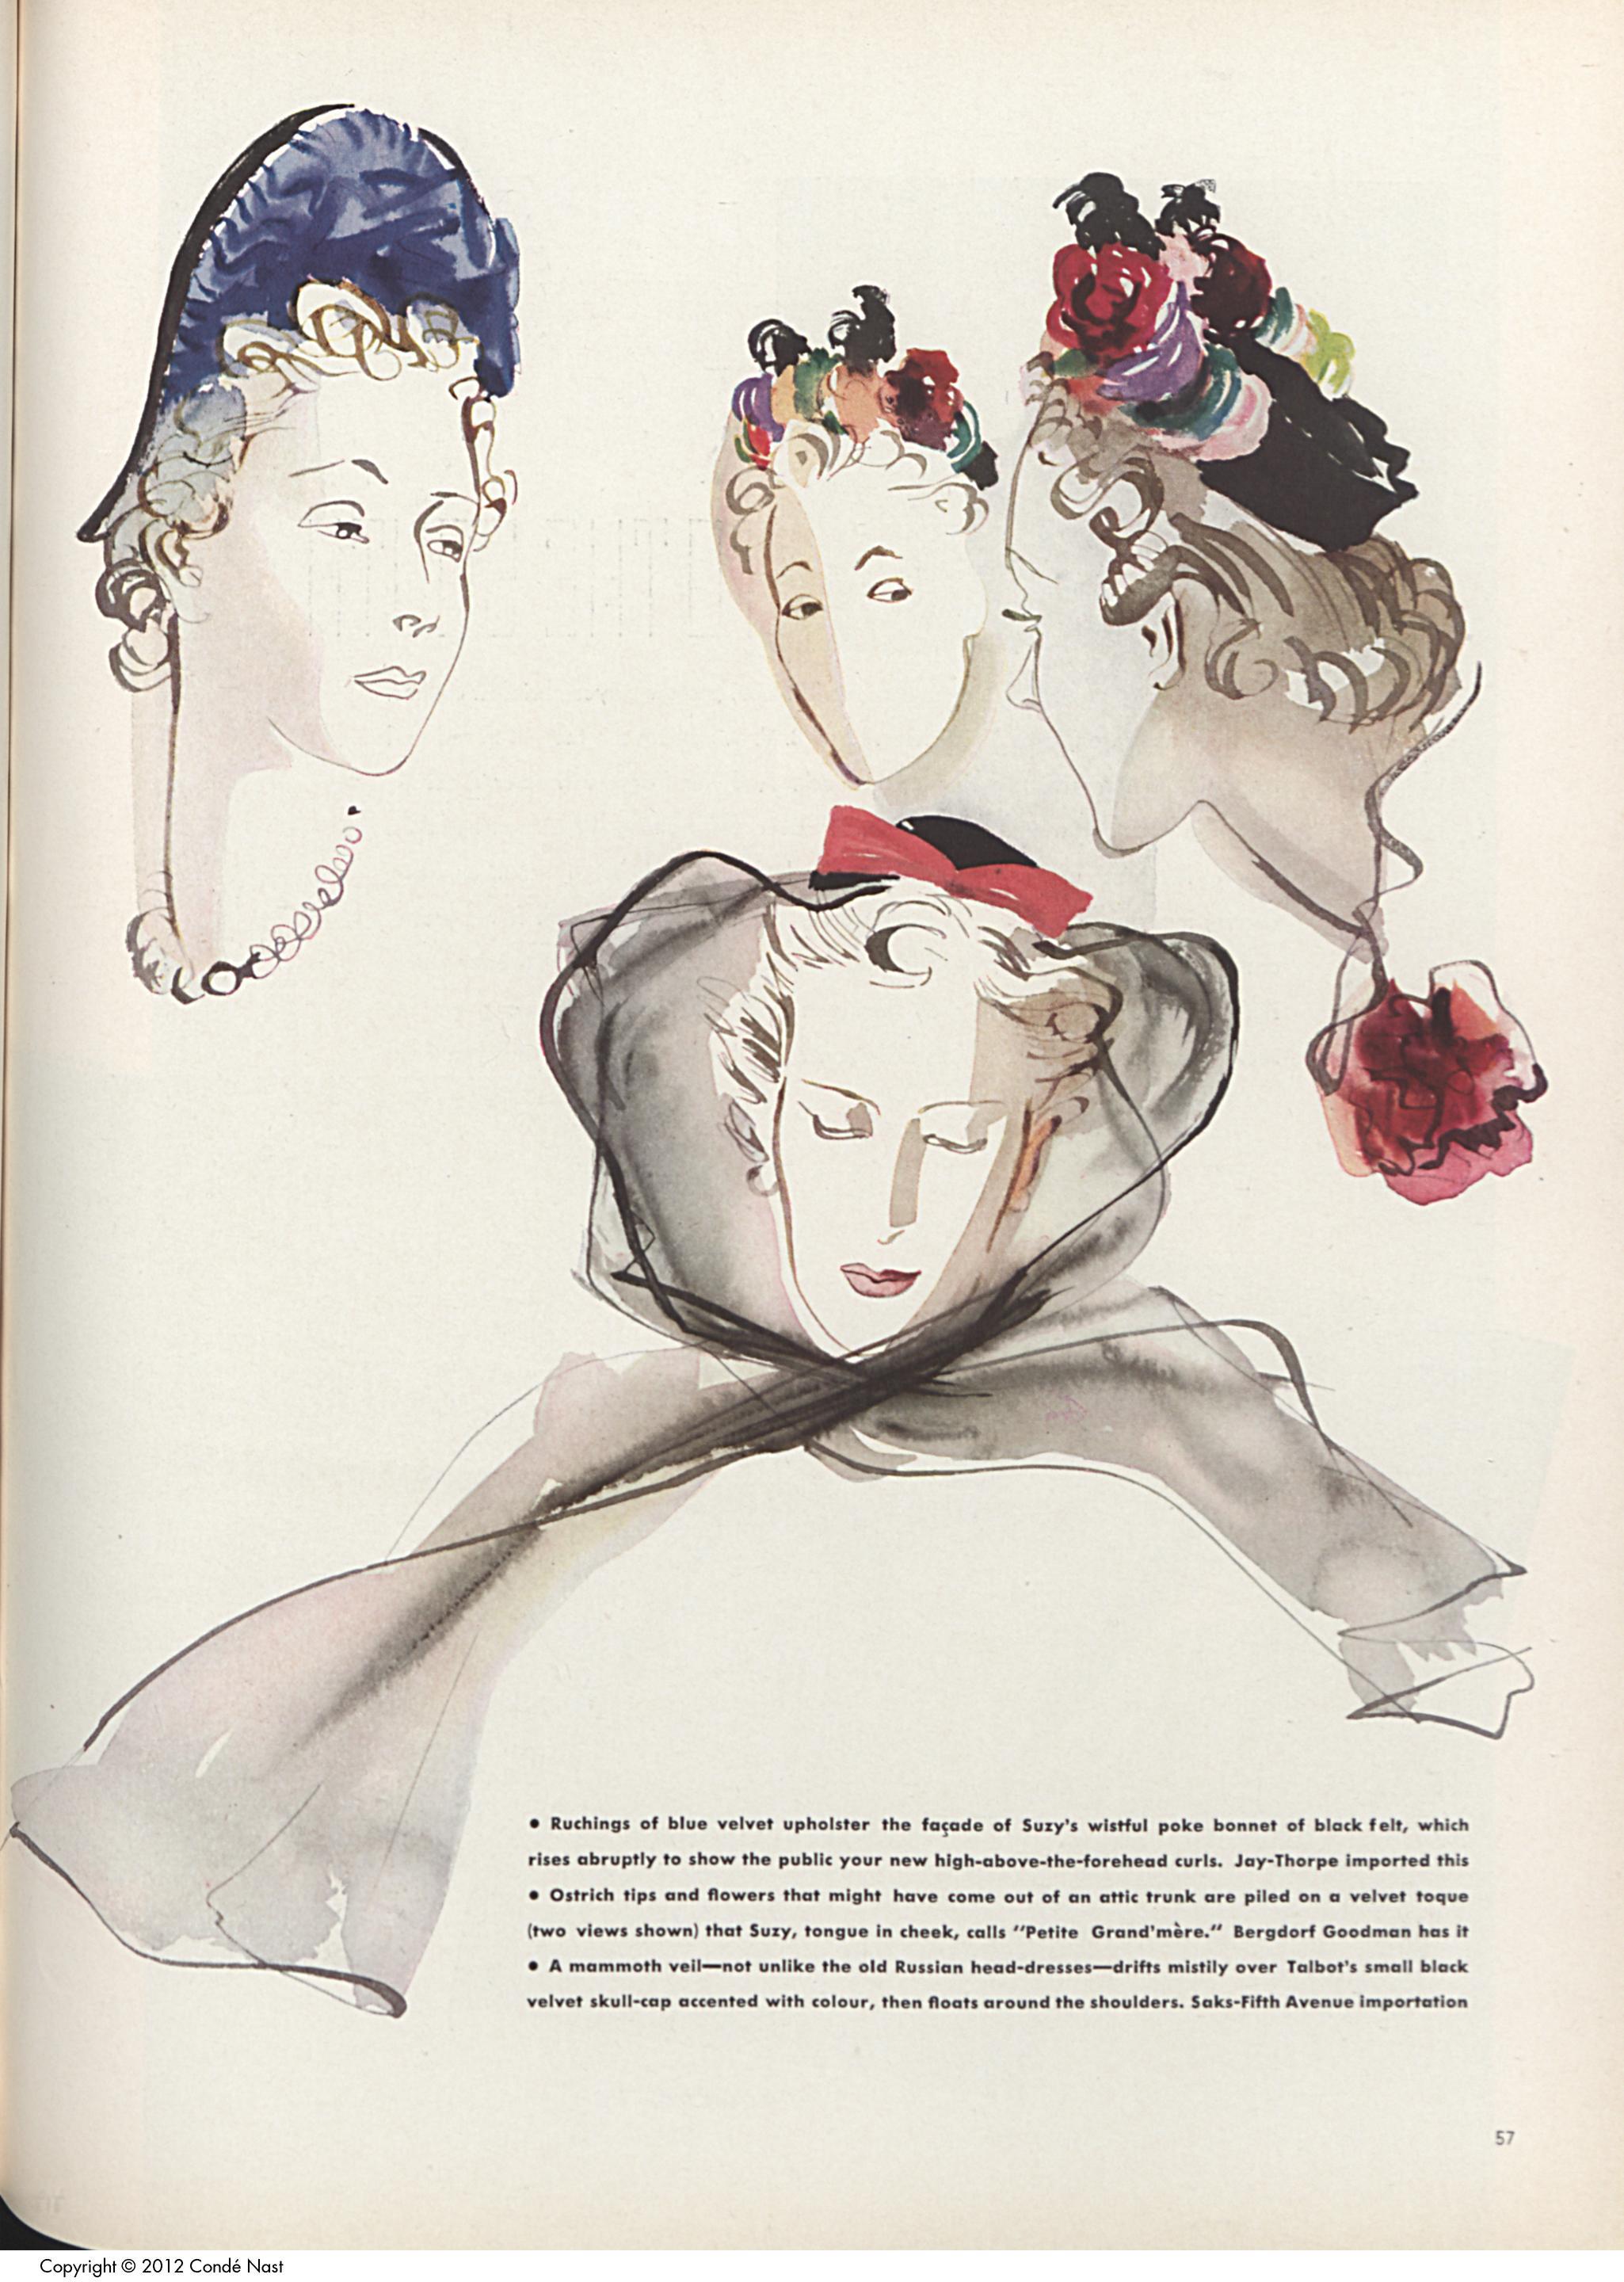 • Ruchings of blue velvet upholster the façade of Suzy's wistful poke bonnet of black felt, which
rises abruptly to show the public your new high-above-the-forehead curls. Jay-Thorpe imported this
• Ostrich tips and flowers that might have come out of an attic trunk are piled on a velvet toque
(two views shown) that Suzy, tongue in cheek, calls "Petite Grand'mère." Bergdorf Goodman has it
• A mammoth veil—not unlike the old Russian head-dresses—drifts mistily over Talbot's small black
velvet skull-cap accented with colour, then floats around the shoulders. Saks-Fifth Avenue importation
57
Copyright © 2012 Condé Nast